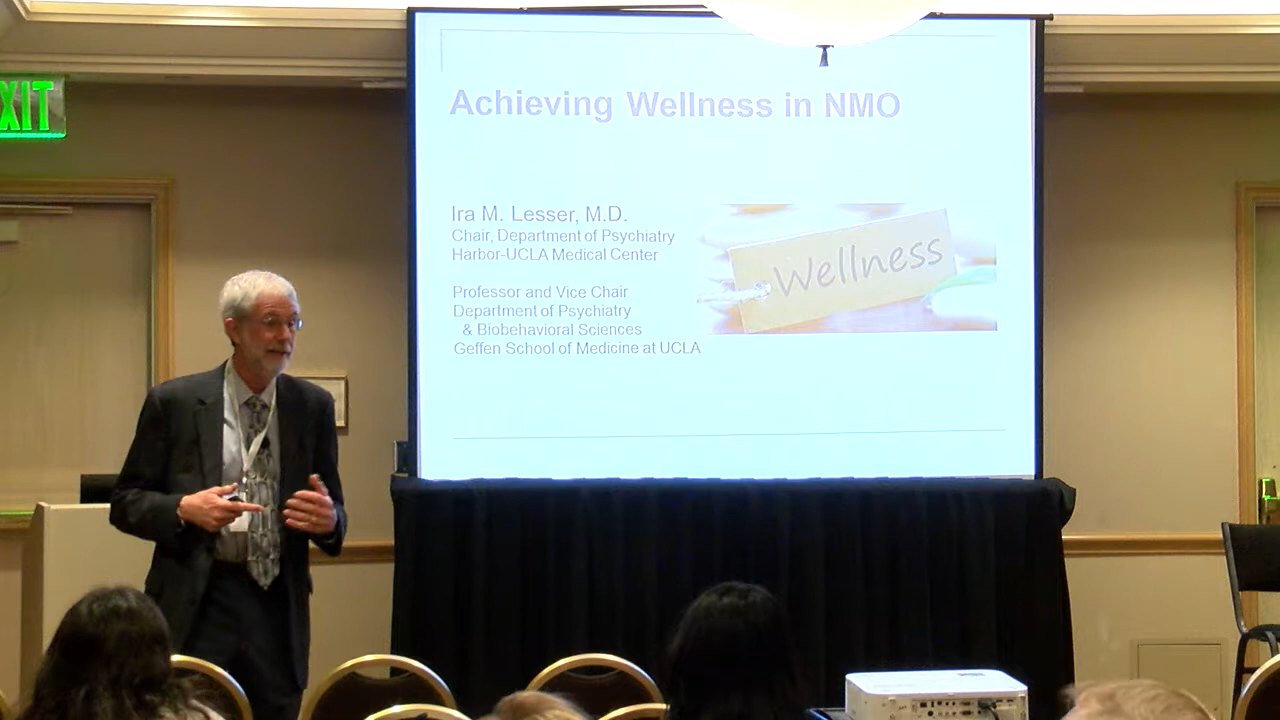 EXIT
Achieving Wellness in NMO
Ira M. Lesser, M.D.
Chair, Department of Psychiatry
Harbor-UCLA Medical Center
Wellness
Professor and Vice Chair
Department of Psychiatry
& Biobehavioral Sciences
Geffen School of Medicine at UCLA